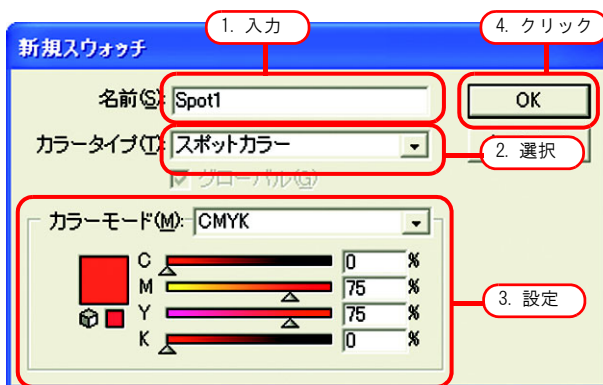 1. 入力
4. クリック
新規スウォッチ
名前(S): Spot1
OK
カラータイプ(T): スポットカラー
2. 選択
グローバル(G)
カラーモード(M): CMYK
C 0 %
M 75 %
Y 75 %
K 0 %
3. 設定